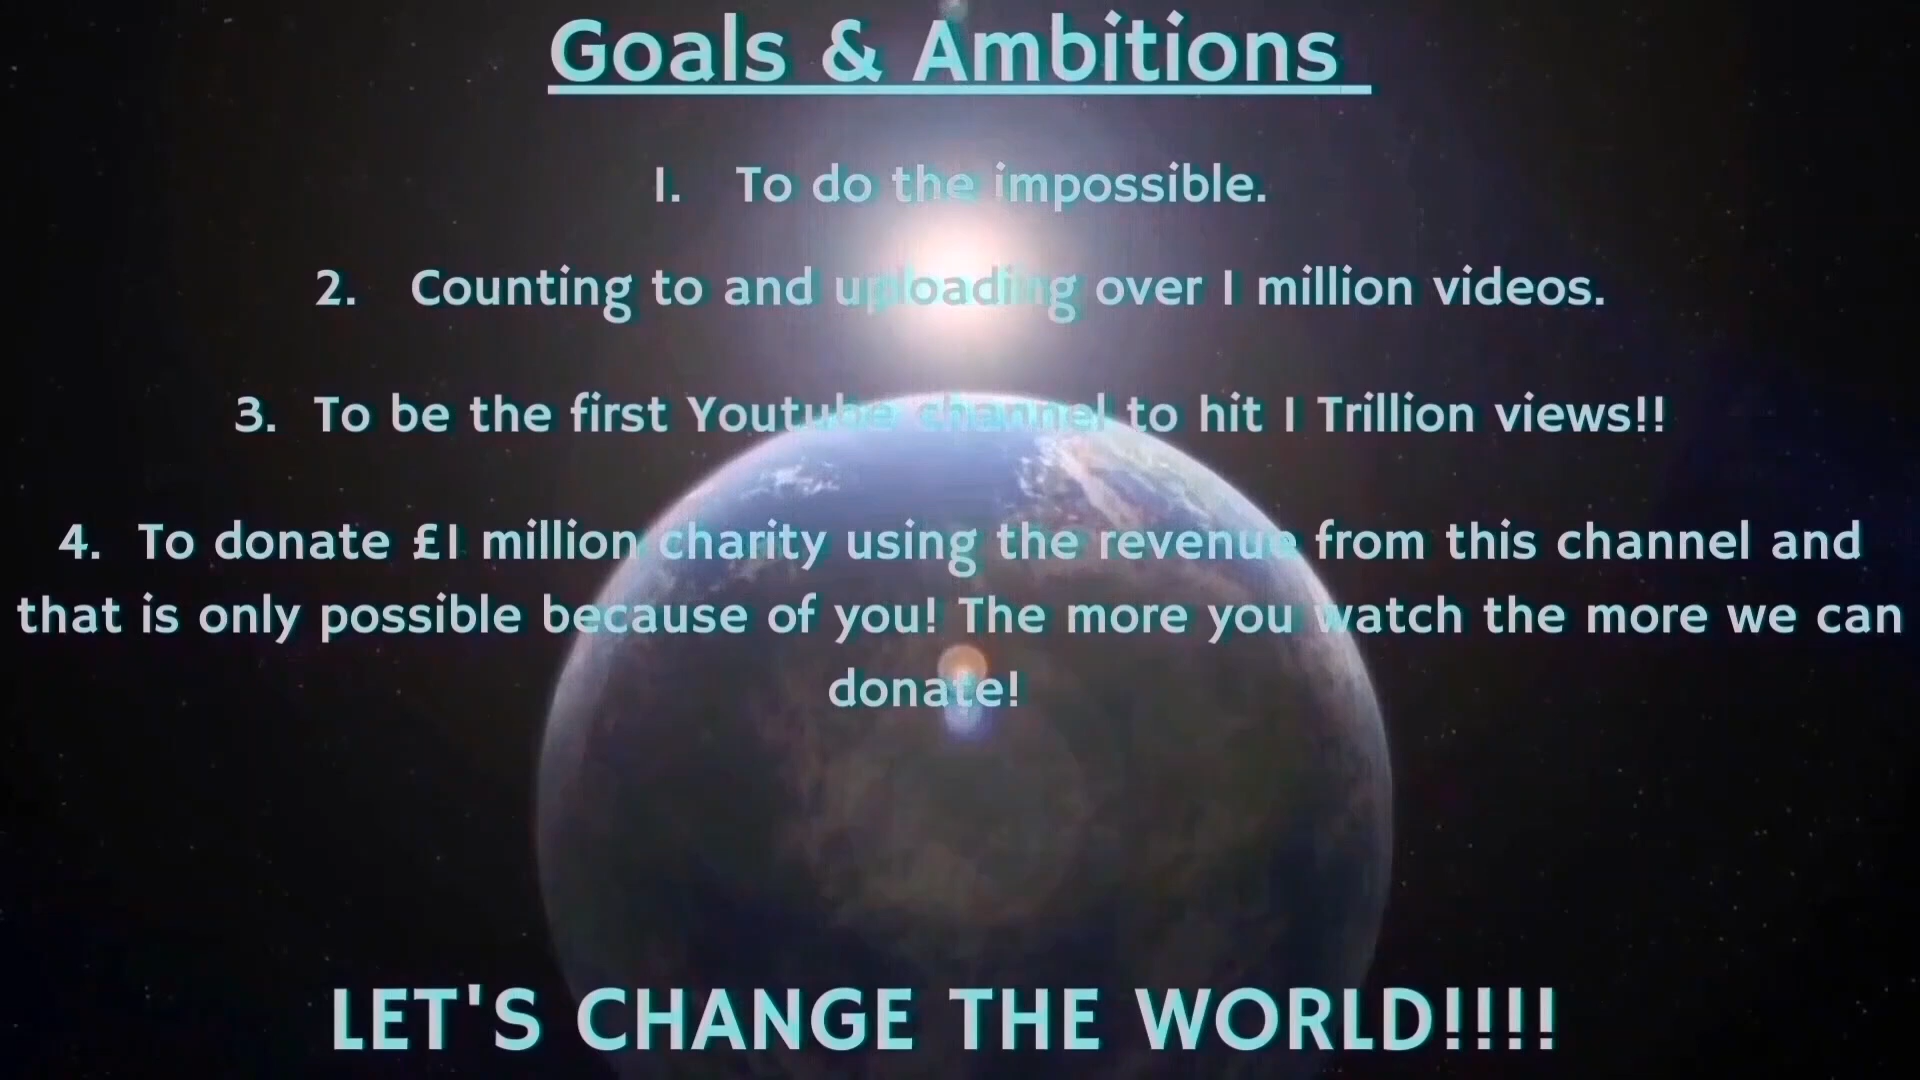 Goals & Ambitions
1. To do the impossible.
2. Counting to and uploading over 1 million videos.
3. To be the first Youtube channel to hit 1 Trillion views!!
4. To donate £1 million charity using the revenue from this channel and
that is only possible because of you! The more you watch the more we can
donate!
LET'S CHANGE THE WORLD!!!!